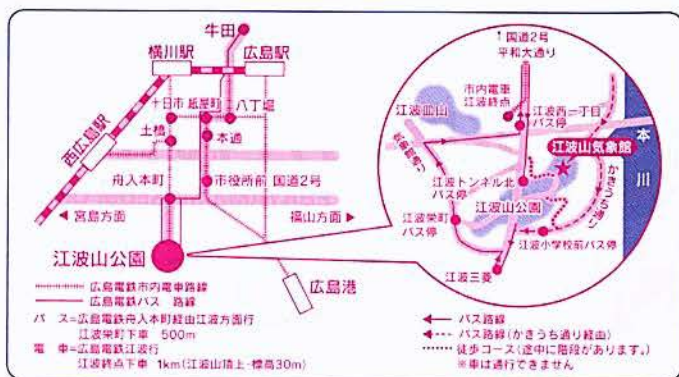 牛田
横川駅
広島駅
十日市
紙屋町
八丁堀
土橋
本通
西広島駅
舟入本町
市役所前
国道2号
◀宮島方面
福山方面▶
江波山公園
広島港
広島電鉄市内電車路線
広島電鉄バス 路線
バス=広島電鉄舟入本町経由江波方面行
江波栄町下車 500m
電車=広島電鉄江波行
江波終点下車 1km(江波山頂上・標高30m)
↑国道2号
平和大通り
市内電車
江波終点
江波皿山
江波西一丁目
バス停
江波山気象館
本川
江波トンネル北
バス停
かきうち通り
江波山公園
江波栄町
バス停
江波小学校前バス停
江波三菱
バス路線
バス路線(かきうち通り経由)
徒歩コース(途中に階段があります。)
※車は通行できません